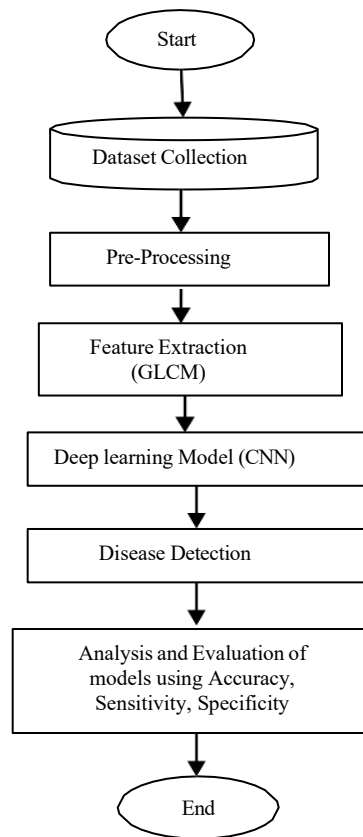 Start
Dataset Collection
Pre-Processing
Feature Extraction
(GLCM)
Deep learning Model (CNN)
Disease Detection
Analysis and Evaluation of
models using Accuracy,
Sensitivity, Specificity
End